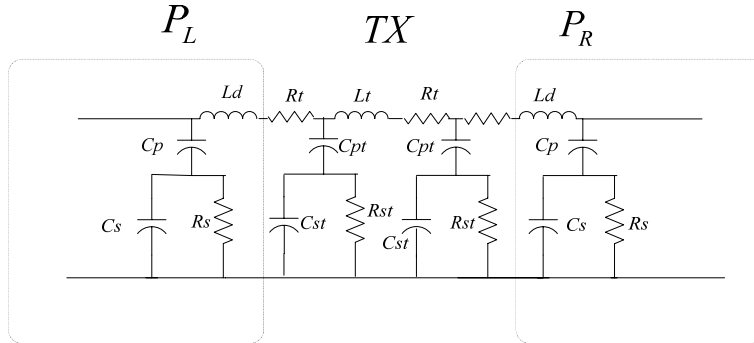 P_L TX P_R
Ld Rt Lt Rt Ld
Cp Cpt Cpt Cp
Cs Rs Cst Rst Cst Rst Cs Rs